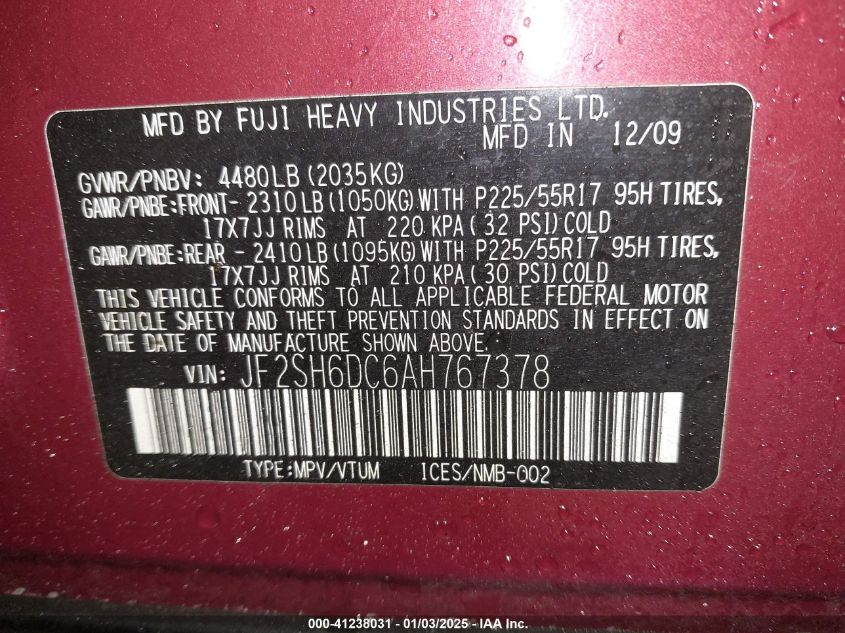 MFD BY FUJI HEAVY INDUSTRIES LTD.
MFD IN 12/09
GVWR/PNBV: 4480LB (2035KG)
GAWR/PNBE:FRONT- 2310LB (1050KG) WITH P225/55R17 95H TIRES,
17X7JJ RIMS AT 220 KPA (32 PSI) COLD
GAWR/PNBE:REAR - 2410LB (1095KG) WITH P225/55R17 95H TIRES,
17X7JJ RIMS AT 210 KPA (30 PSI) COLD
THIS VEHICLE CONFORMS TO ALL APPLICABLE FEDERAL MOTOR
VEHICLE SAFETY AND THEFT PREVENTION STANDARDS IN EFFECT ON
THE DATE OF MANUFACTURE SHOWN ABOVE.
VIN: JF2SH6DC6AH767378
TYPE:MPV/VTUM ICES/NMB-002
000-41238031 - 01/03/2025 - IAA Inc.